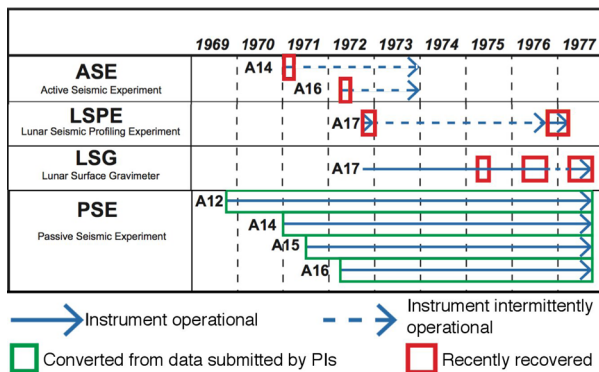 1969 1970 1971 1972 1973 1974 1975 1976 1977
ASE
Active Seismic Experiment
A14
A16
LSPE
Lunar Seismic Profiling Experiment
A17
LSG
Lunar Surface Gravimeter
A17
PSE
Passive Seismic Experiment
A12
A14
A15
A16
Instrument operational
Instrument intermittently
operational
Converted from data submitted by PIs
Recently recovered